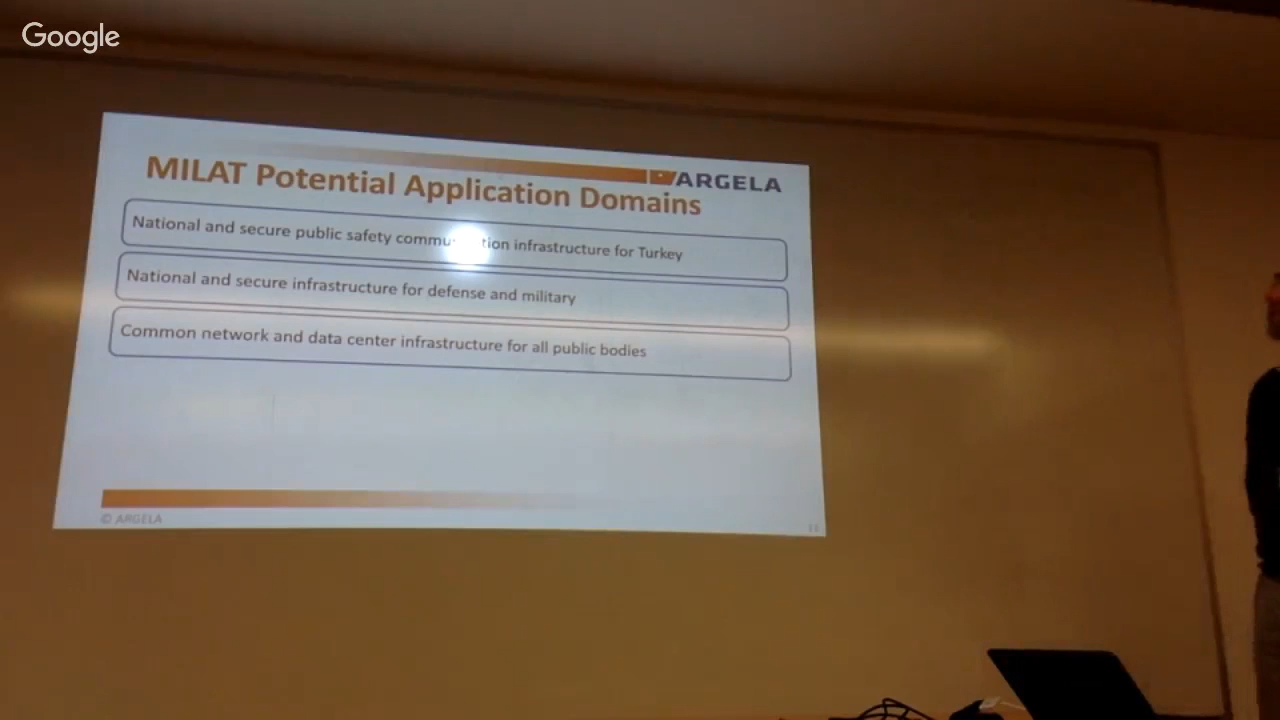 Google
ARGELA
MILAT Potential Application Domains
National and secure public safety infrastructure for Turkey
National and secure infrastructure for defense and military
Common network and data center infrastructure for all public bodies
© ARGELA